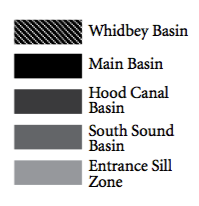 Whidbey Basin
Main Basin
Hood Canal
Basin
South Sound
Basin
Entrance Sill
Zone